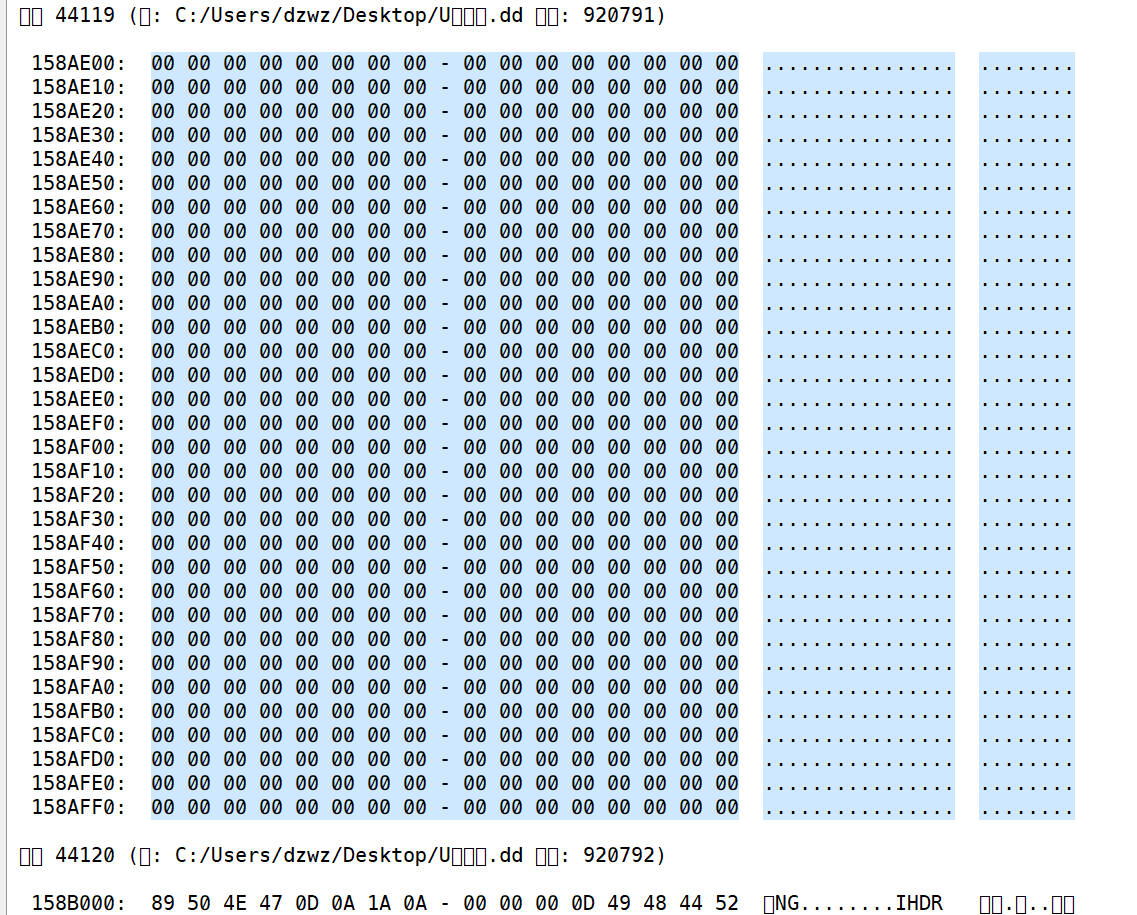 44119 (: C:/Users/dzwz/Desktop/U.dd : 920791)
158AE00: 00 00 00 00 00 00 00 00 - 00 00 00 00 00 00 00 00 ................ ........
158AE10: 00 00 00 00 00 00 00 00 - 00 00 00 00 00 00 00 00 ................ ........
158AE20: 00 00 00 00 00 00 00 00 - 00 00 00 00 00 00 00 00 ................ ........
158AE30: 00 00 00 00 00 00 00 00 - 00 00 00 00 00 00 00 00 ................ ........
158AE40: 00 00 00 00 00 00 00 00 - 00 00 00 00 00 00 00 00 ................ ........
158AE50: 00 00 00 00 00 00 00 00 - 00 00 00 00 00 00 00 00 ................ ........
158AE60: 00 00 00 00 00 00 00 00 - 00 00 00 00 00 00 00 00 ................ ........
158AE70: 00 00 00 00 00 00 00 00 - 00 00 00 00 00 00 00 00 ................ ........
158AE80: 00 00 00 00 00 00 00 00 - 00 00 00 00 00 00 00 00 ................ ........
158AE90: 00 00 00 00 00 00 00 00 - 00 00 00 00 00 00 00 00 ................ ........
158AEA0: 00 00 00 00 00 00 00 00 - 00 00 00 00 00 00 00 00 ................ ........
158AEB0: 00 00 00 00 00 00 00 00 - 00 00 00 00 00 00 00 00 ................ ........
158AEC0: 00 00 00 00 00 00 00 00 - 00 00 00 00 00 00 00 00 ................ ........
158AED0: 00 00 00 00 00 00 00 00 - 00 00 00 00 00 00 00 00 ................ ........
158AEE0: 00 00 00 00 00 00 00 00 - 00 00 00 00 00 00 00 00 ................ ........
158AEF0: 00 00 00 00 00 00 00 00 - 00 00 00 00 00 00 00 00 ................ ........
158AF00: 00 00 00 00 00 00 00 00 - 00 00 00 00 00 00 00 00 ................ ........
158AF10: 00 00 00 00 00 00 00 00 - 00 00 00 00 00 00 00 00 ................ ........
158AF20: 00 00 00 00 00 00 00 00 - 00 00 00 00 00 00 00 00 ................ ........
158AF30: 00 00 00 00 00 00 00 00 - 00 00 00 00 00 00 00 00 ................ ........
158AF40: 00 00 00 00 00 00 00 00 - 00 00 00 00 00 00 00 00 ................ ........
158AF50: 00 00 00 00 00 00 00 00 - 00 00 00 00 00 00 00 00 ................ ........
158AF60: 00 00 00 00 00 00 00 00 - 00 00 00 00 00 00 00 00 ................ ........
158AF70: 00 00 00 00 00 00 00 00 - 00 00 00 00 00 00 00 00 ................ ........
158AF80: 00 00 00 00 00 00 00 00 - 00 00 00 00 00 00 00 00 ................ ........
158AF90: 00 00 00 00 00 00 00 00 - 00 00 00 00 00 00 00 00 ................ ........
158AFA0: 00 00 00 00 00 00 00 00 - 00 00 00 00 00 00 00 00 ................ ........
158AFB0: 00 00 00 00 00 00 00 00 - 00 00 00 00 00 00 00 00 ................ ........
158AFC0: 00 00 00 00 00 00 00 00 - 00 00 00 00 00 00 00 00 ................ ........
158AFD0: 00 00 00 00 00 00 00 00 - 00 00 00 00 00 00 00 00 ................ ........
158AFE0: 00 00 00 00 00 00 00 00 - 00 00 00 00 00 00 00 00 ................ ........
158AFF0: 00 00 00 00 00 00 00 00 - 00 00 00 00 00 00 00 00 ................ ........
44120 (: C:/Users/dzwz/Desktop/U.dd : 920792)
158B000: 89 50 4E 47 0D 0A 1A 0A - 00 00 00 0D 49 48 44 52 NG........IHDR . ..